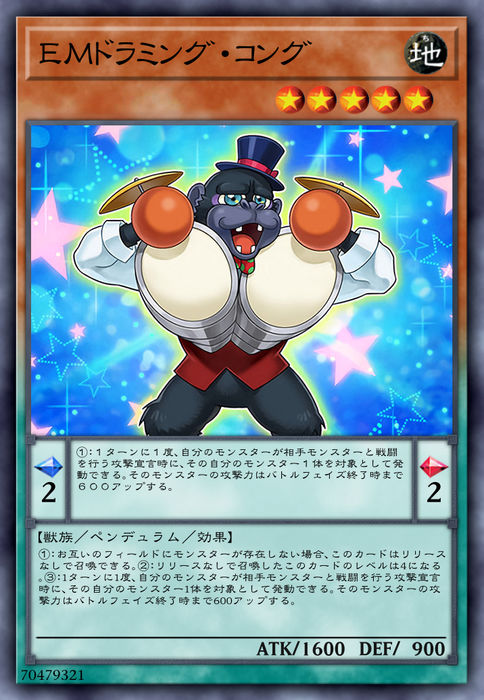 EMドラミング・コング
ち
地
①：1ターンに1度、自分のモンスターが相手モンスターと戦闘
を行う攻撃宣言時に、その自分のモンスター1体を対象として発
動できる。そのモンスターの攻撃力はバトルフェイズ終了時まで
600アップする。
2
2
【獣族／ペンデュラム／効果】
①：お互いのフィールドにモンスターが存在しない場合、このカードはリリース
なしで召喚できる。②：リリースなしで召喚したこのカードのレベルは4になる
。③：1ターンに1度、自分のモンスターが相手モンスターと戦闘を行う攻撃宣言
時に、その自分のモンスター1体を対象として発動できる。そのモンスターの攻
撃力はバトルフェイズ終了時まで600アップする。
ATK/1600 DEF/ 900
70479321